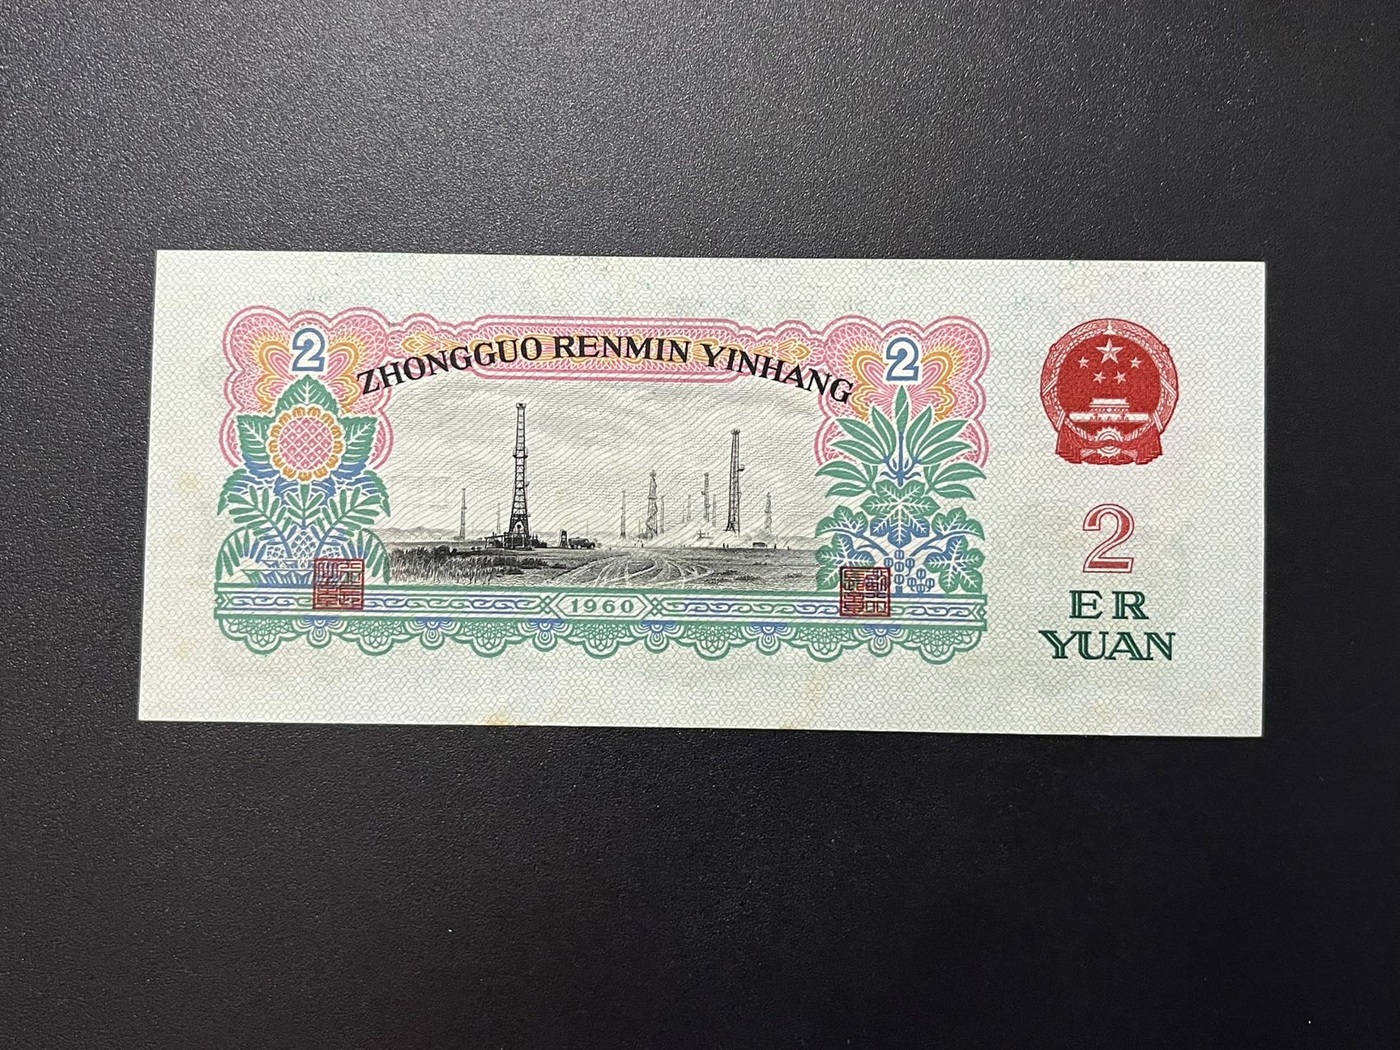 2
2
ZHONGGUO RENMIN YINHANG
2
ER
YUAN
1960